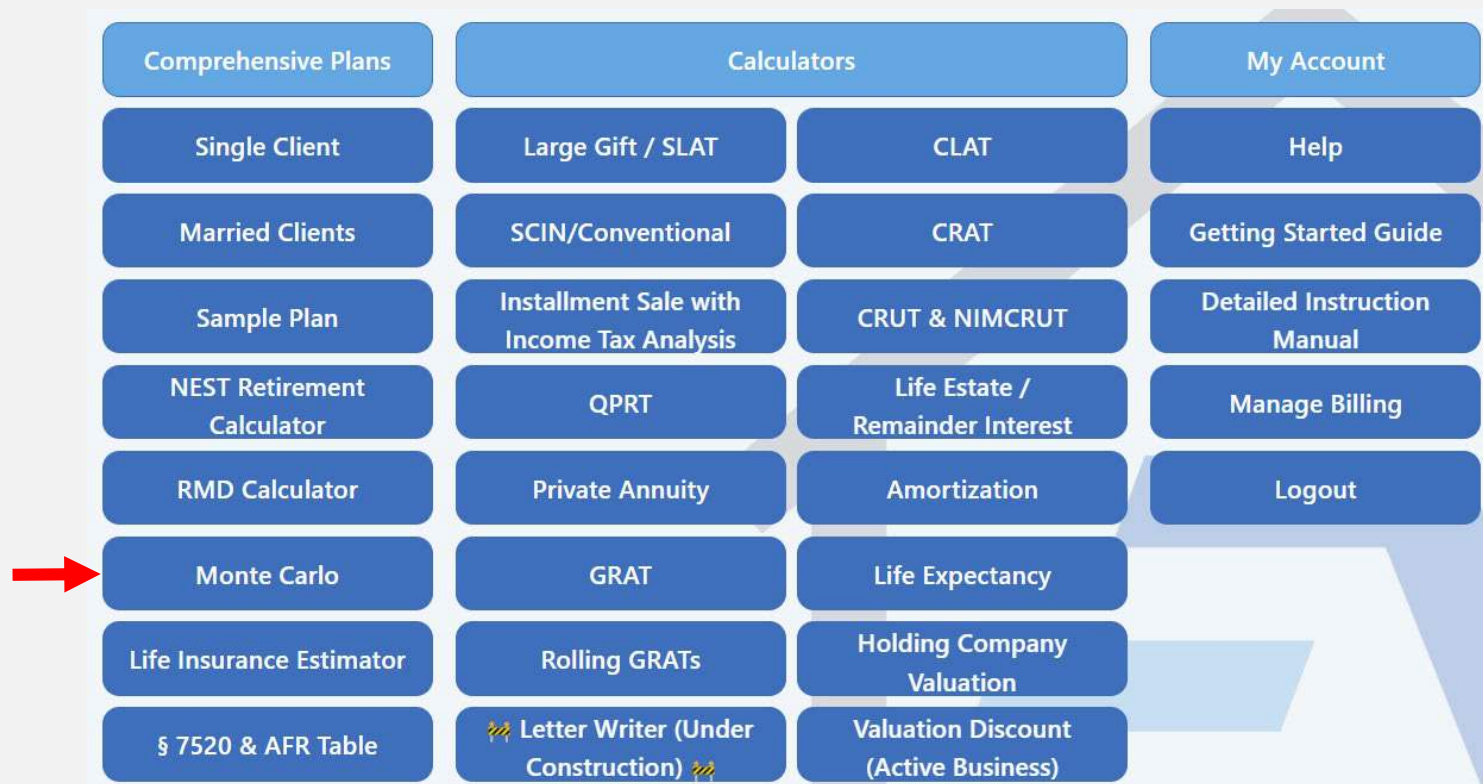 Comprehensive Plans
Calculators
My Account
Single Client
Large Gift / SLAT
CLAT
Help
Married Clients
SCIN/Conventional
CRAT
Getting Started Guide
Sample Plan
Installment Sale with
Income Tax Analysis
CRUT & NIMCRUT
Detailed Instruction
Manual
NEST Retirement
Calculator
QPRT
Life Estate /
Remainder Interest
Manage Billing
RMD Calculator
Private Annuity
Amortization
Logout
Monte Carlo
GRAT
Life Expectancy
Life Insurance Estimator
Rolling GRATs
Holding Company
Valuation
§ 7520 & AFR Table
🚧 Letter Writer (Under
Construction) 🚧
Valuation Discount
(Active Business)